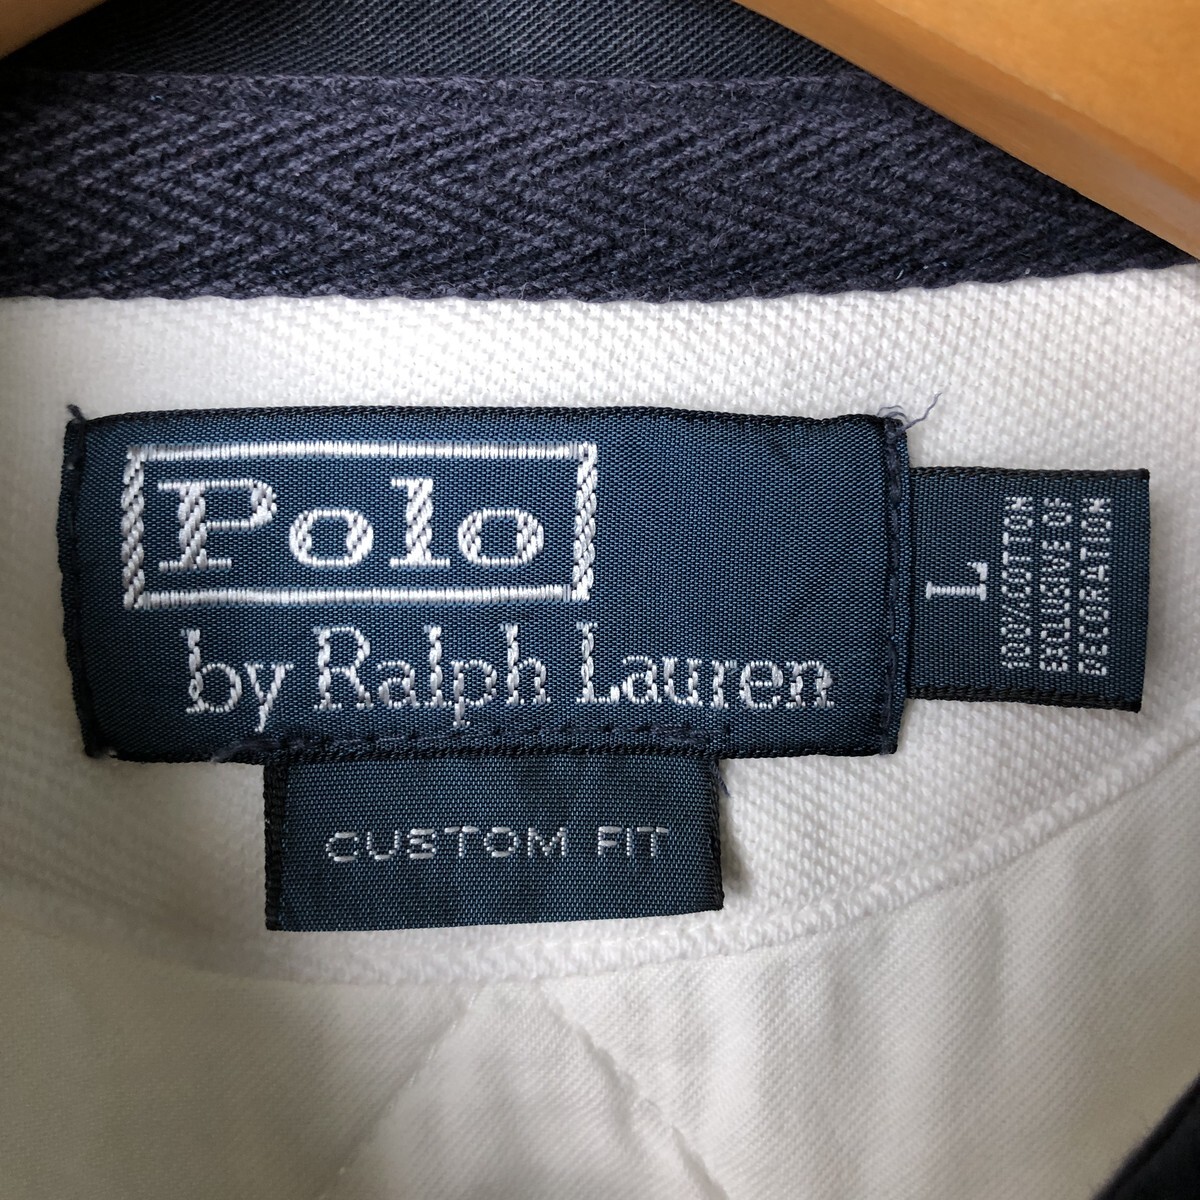 Polo
by Ralph Lauren
CUSTOM FIT
L
100%COTTON
EXCLUSIVE OF
DECORATION